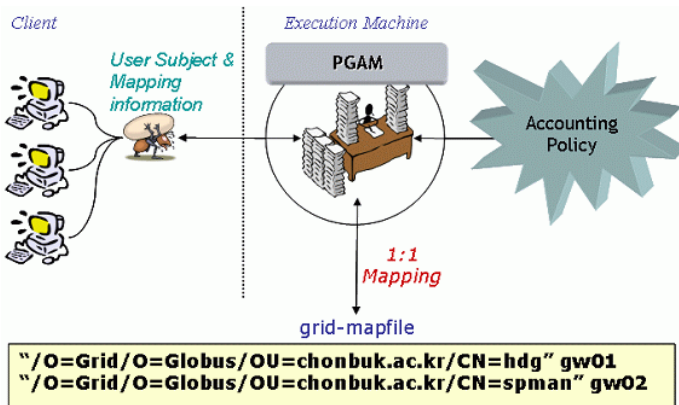 Client
Execution Machine
User Subject &
Mapping
information
PGAM
Accounting
Policy
1:1
Mapping
grid-mapfile
“/O=Grid/O=Globus/OU=chonbuk.ac.kr/CN=hdg” gw01
“/O=Grid/O=Globus/OU=chonbuk.ac.kr/CN=spman” gw02